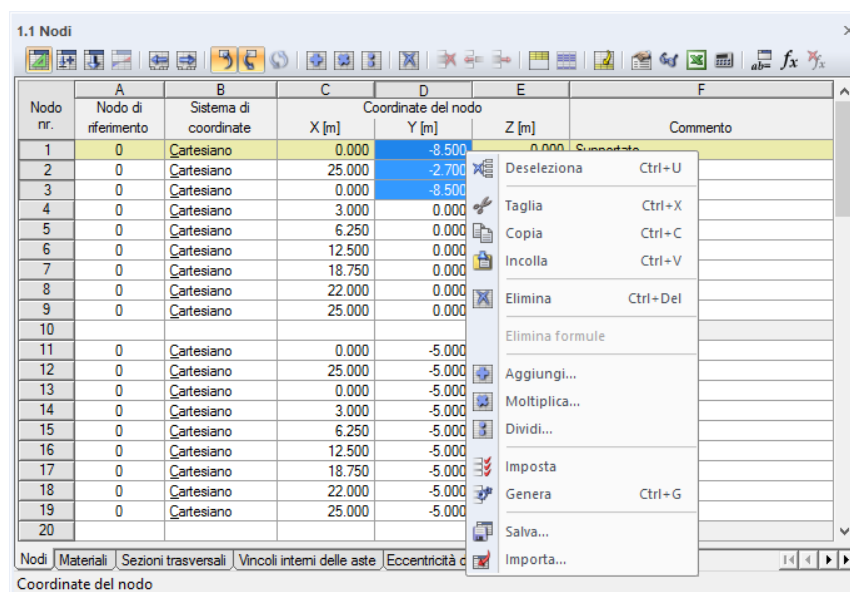 1.1 Nodi
ab= fx fx
A B C D E F
Nodo Nodo di Sistema di Coordinate del nodo
nr. riferimento coordinate X [m] Y [m] Z [m] Commento
1 0 Cartesiano 0.000 -8.500 0.000 Supportato
2 0 Cartesiano 25.000 -2.700
3 0 Cartesiano 0.000 -8.500
4 0 Cartesiano 3.000 0.000
5 0 Cartesiano 6.250 0.000
6 0 Cartesiano 12.500 0.000
7 0 Cartesiano 18.750 0.000
8 0 Cartesiano 22.000 0.000
9 0 Cartesiano 25.000 0.000
10
11 0 Cartesiano 0.000 -5.000
12 0 Cartesiano 25.000 -5.000
13 0 Cartesiano 0.000 -5.000
14 0 Cartesiano 3.000 -5.000
15 0 Cartesiano 6.250 -5.000
16 0 Cartesiano 12.500 -5.000
17 0 Cartesiano 18.750 -5.000
18 0 Cartesiano 22.000 -5.000
19 0 Cartesiano 25.000 -5.000
20
Deseleziona Ctrl+U
Taglia Ctrl+X
Copia Ctrl+C
Incolla Ctrl+V
Elimina Ctrl+Del
Elimina formule
Aggiungi...
Moltiplica...
Dividi...
Imposta
Genera Ctrl+G
Salva...
Importa...
Nodi Materiali Sezioni trasversali Vincoli interni delle aste Eccentricità
Coordinate del nodo